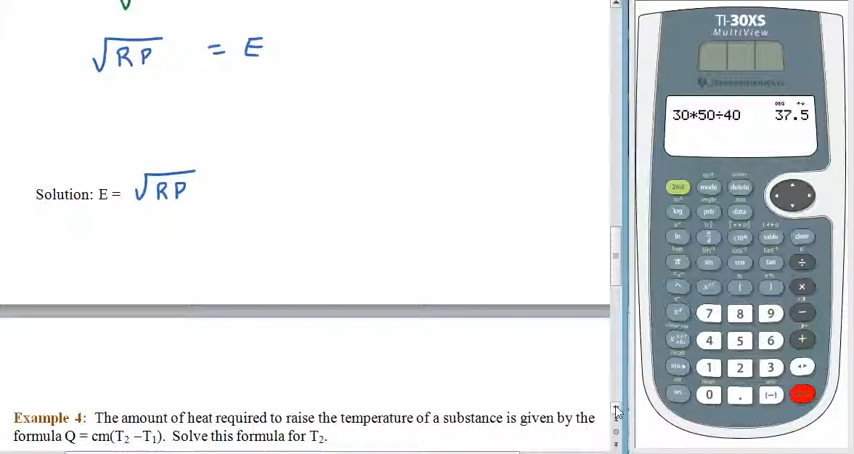 √RP = E
Solution: E = √RP
Example 4: The amount of heat required to raise the temperature of a substance is given by the
formula Q = cm(T₂ –T₁). Solve this formula for T₂.
TI-30XS
MultiView
DEG
30*50÷40 37.5
2nd mode delete
log prb data
ln n/d table clear
π sin cos tan ÷
^ ( ) ×
x² 7 8 9 −
4 5 6 +
1 2 3
on 0 . (−)